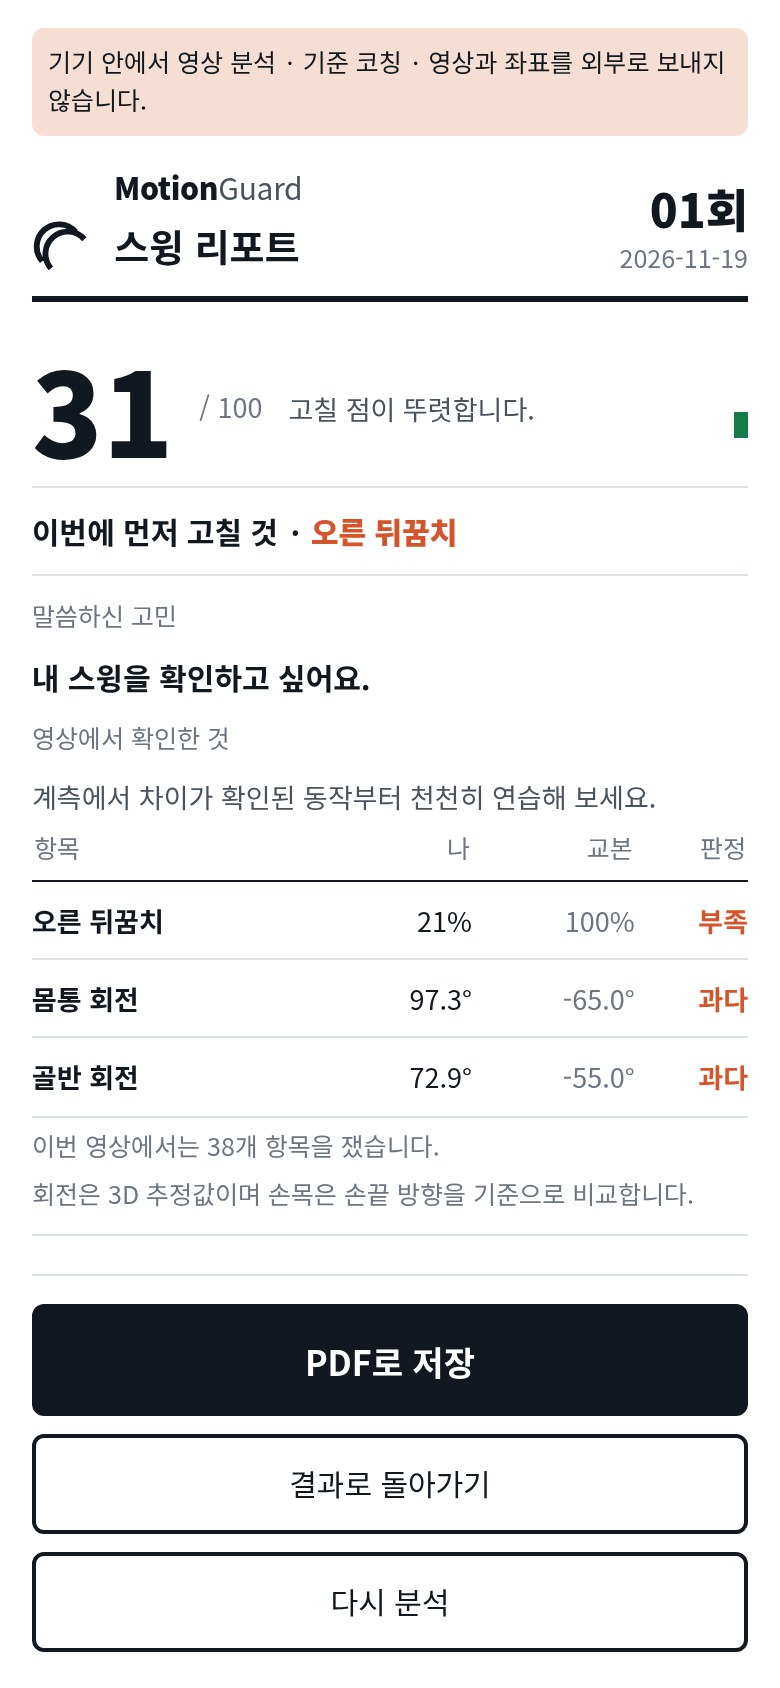 기기 안에서 영상 분석 · 기준 코칭 · 영상과 좌표를 외부로 보내지
않습니다.
MotionGuard
스윙 리포트
01회
2026-11-19
31 / 100 고칠 점이 뚜렷합니다.
이번에 먼저 고칠 것 · 오른 뒤꿈치
말씀하신 고민
내 스윙을 확인하고 싶어요.
영상에서 확인한 것
계측에서 차이가 확인된 동작부터 천천히 연습해 보세요.
항목 나 교본 판정
오른 뒤꿈치 21% 100% 부족
몸통 회전 97.3° -65.0° 과다
골반 회전 72.9° -55.0° 과다
이번 영상에서는 38개 항목을 쟀습니다.
회전은 3D 추정값이며 손목은 손끝 방향을 기준으로 비교합니다.
PDF로 저장
결과로 돌아가기
다시 분석